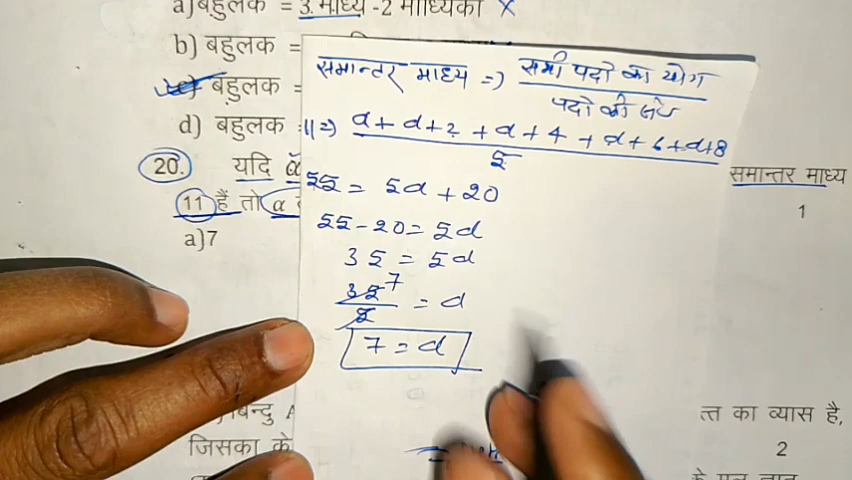 a) बहुलक = 3.माध्य -2 माध्यिका ×
b) बहुलक =
c) बहुलक =
d) बहुलक
समान्तर माध्य => सभी पदो का योग
पदो की
11 => a + a+2 + a+4 + a+6+a+8
5
20. यदि a
समान्तर माध्य
55 = 5a + 20
11 हैं तो a
1
55-20=5a
a)7
35 = 5a
35 7
= a
5
7 = a
बिन्दु A
का व्यास है,
जिसका के
2